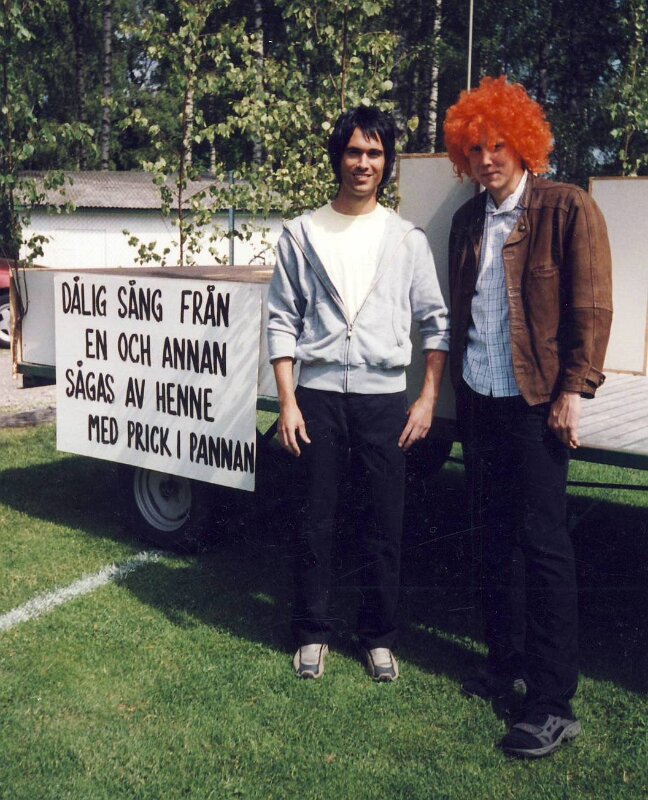 DÅLIG SÅNG FRÅN
EN OCH ANNAN
SÅGAS AV HENNE
MED PRICK I PANNAN